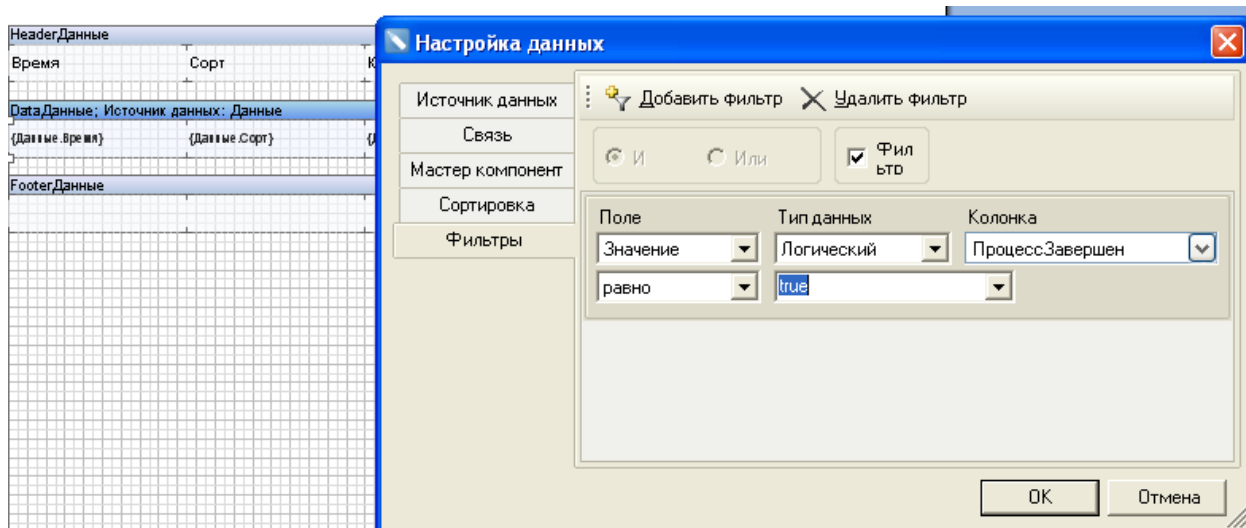 HeaderДанные
Время Сорт К
DataДанные; Источник данных: Данные
{Данные.Время} {Данные.Сорт} {Д
FooterДанные
Настройка данных
Источник данных
Связь
Мастер компонент
Сортировка
Фильтры
Добавить фильтр Удалить фильтр
И Или
Фил
ьтр
Поле Тип данных Колонка
Значение Логический ПроцессЗавершен
равно true
OK Отмена